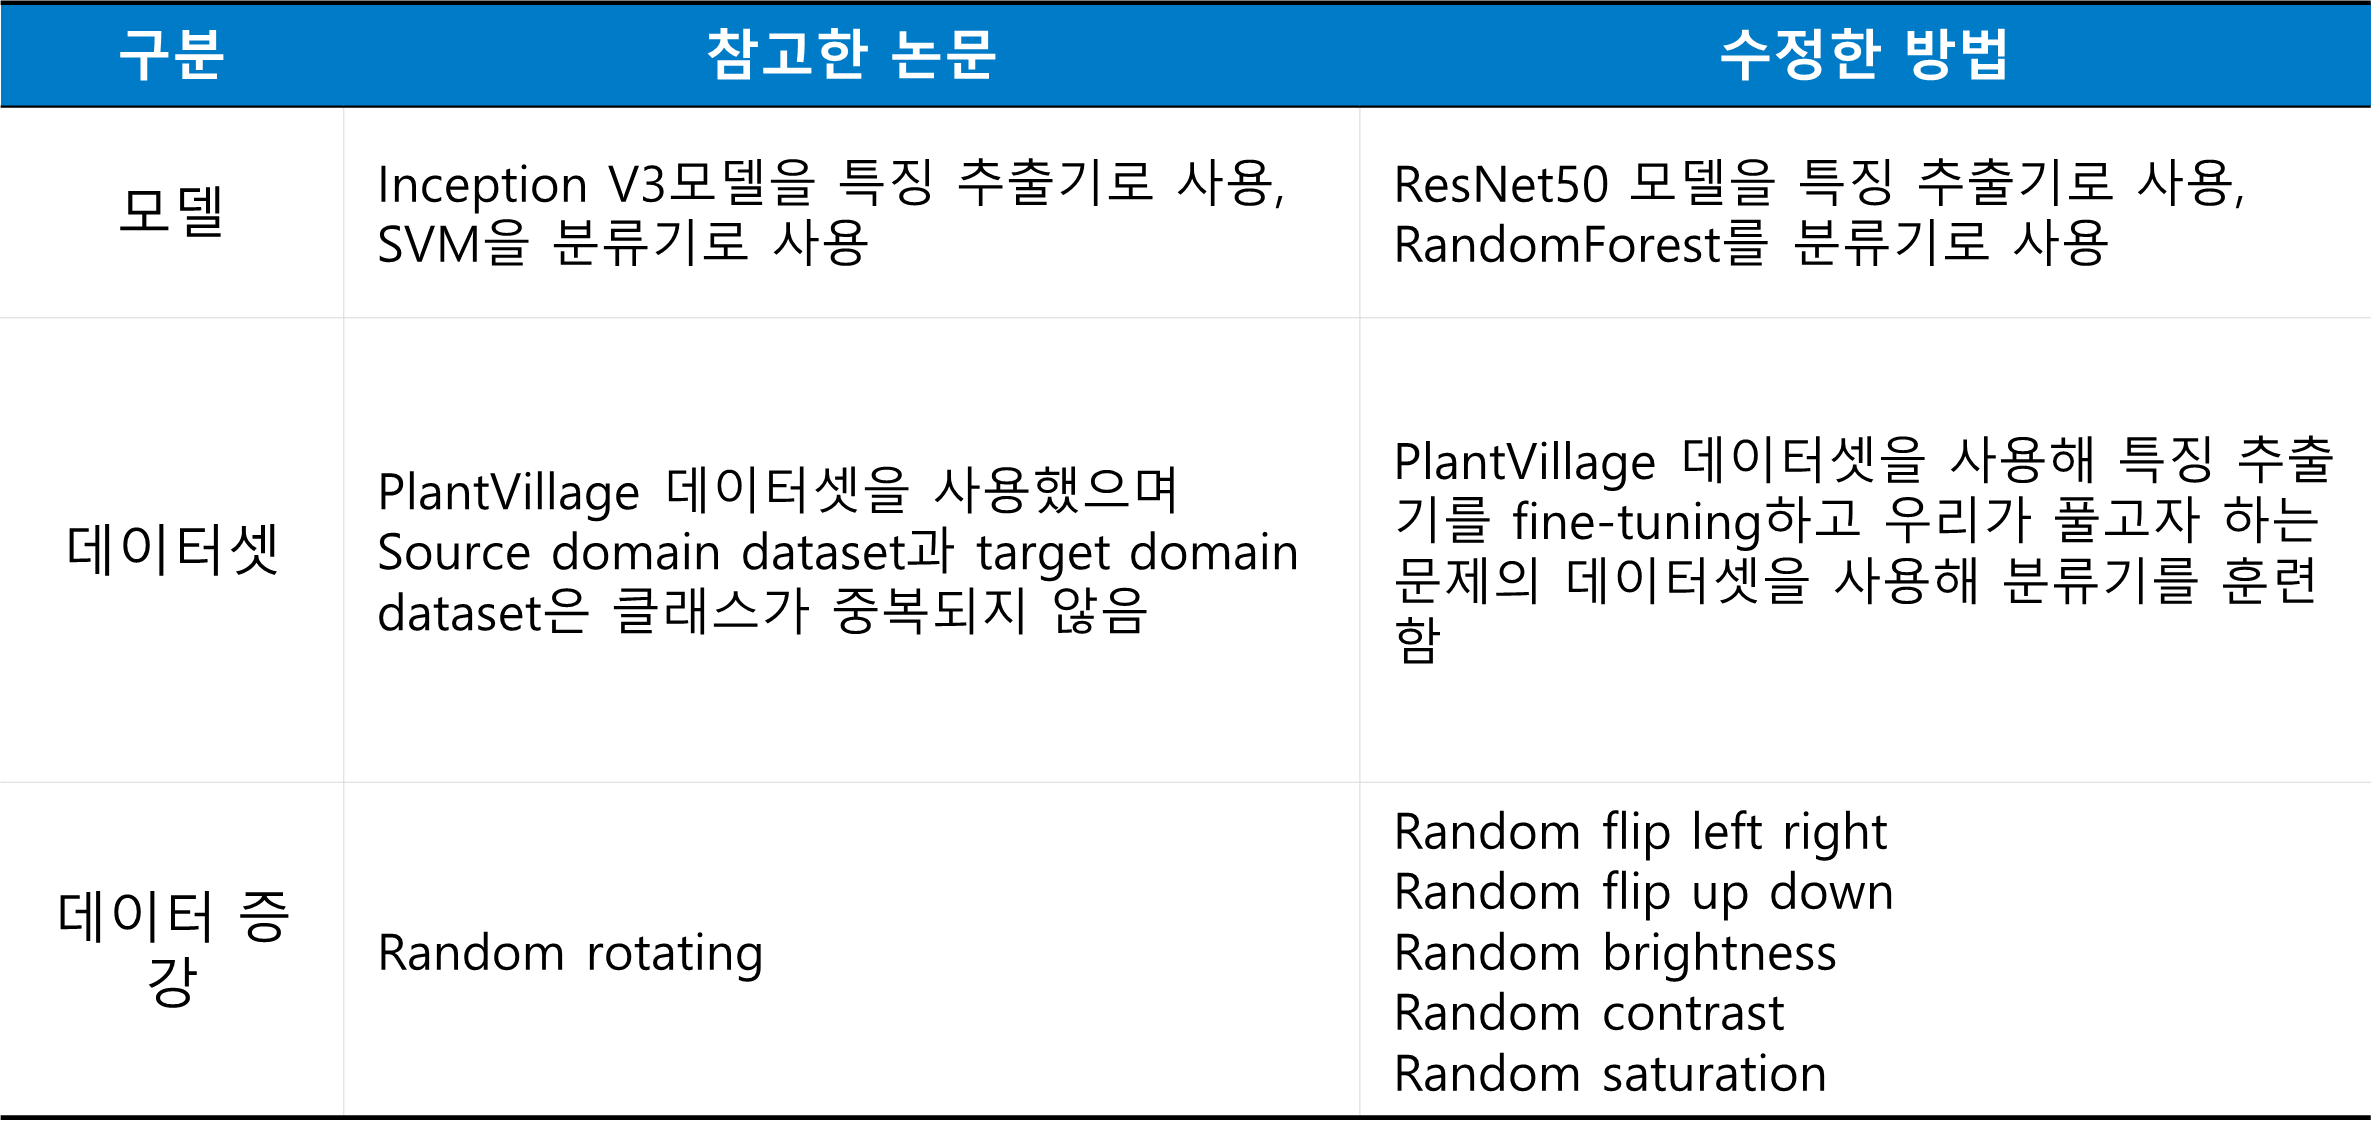 구분 참고한 논문 수정한 방법
모델
Inception V3모델을 특징 추출기로 사용,
SVM을 분류기로 사용
ResNet50 모델을 특징 추출기로 사용,
RandomForest를 분류기로 사용
데이터셋
PlantVillage 데이터셋을 사용했으며
Source domain dataset과 target domain
dataset은 클래스가 중복되지 않음
PlantVillage 데이터셋을 사용해 특징 추출
기를 fine-tuning하고 우리가 풀고자 하는
문제의 데이터셋을 사용해 분류기를 훈련
함
데이터 증
강
Random rotating
Random flip left right
Random flip up down
Random brightness
Random contrast
Random saturation